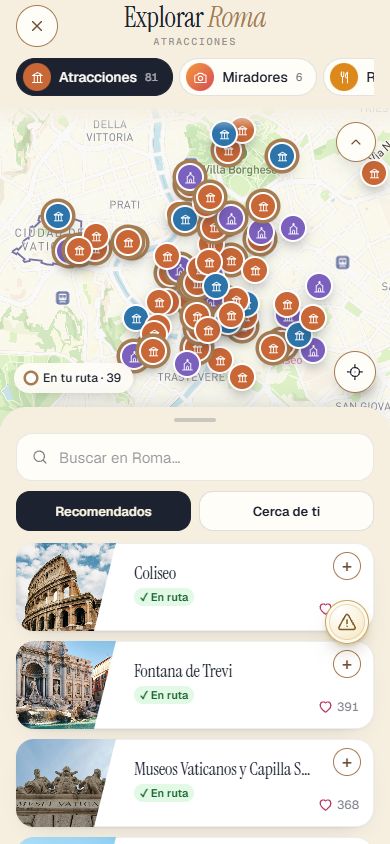 Explorar Roma
ATRACCIONES
Atracciones 81
Miradores 6
DELLA
VITTORIA
Villa Borghese
PRATI
En tu ruta · 39
TRASTEVERE
SAN GIOVA
Buscar en Roma...
Recomendados
Cerca de ti
Coliseo
✓ En ruta
Fontana de Trevi
✓ En ruta
391
Museos Vaticanos y Capilla S...
✓ En ruta
368